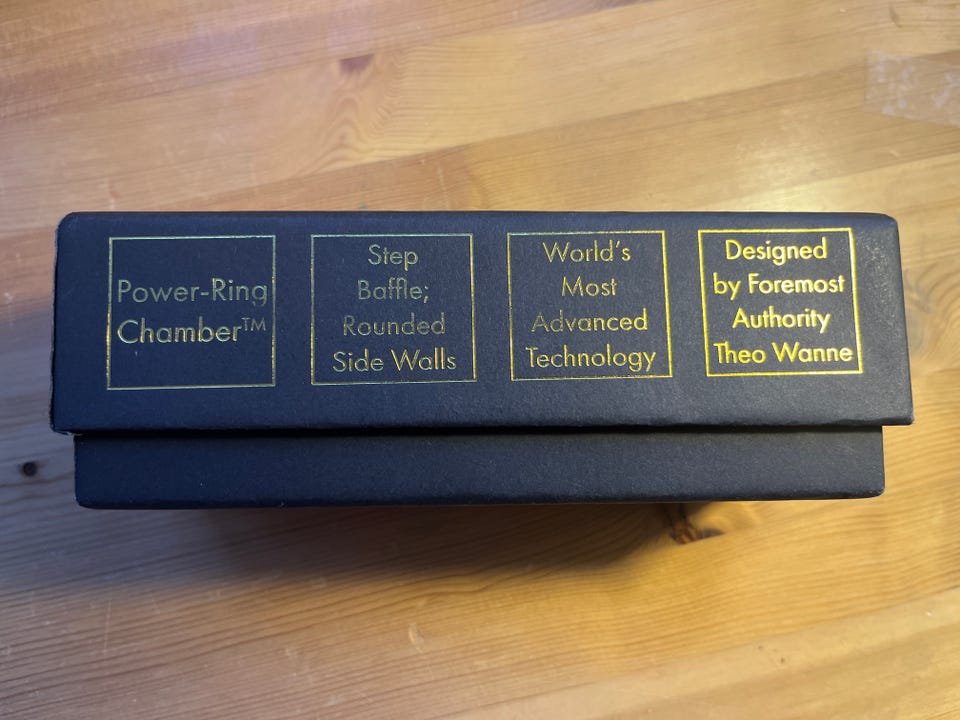 Power-Ring
Chamber™
Step
Baffle;
Rounded
Side Walls
World's
Most
Advanced
Technology
Designed
by Foremost
Authority
Theo Wanne